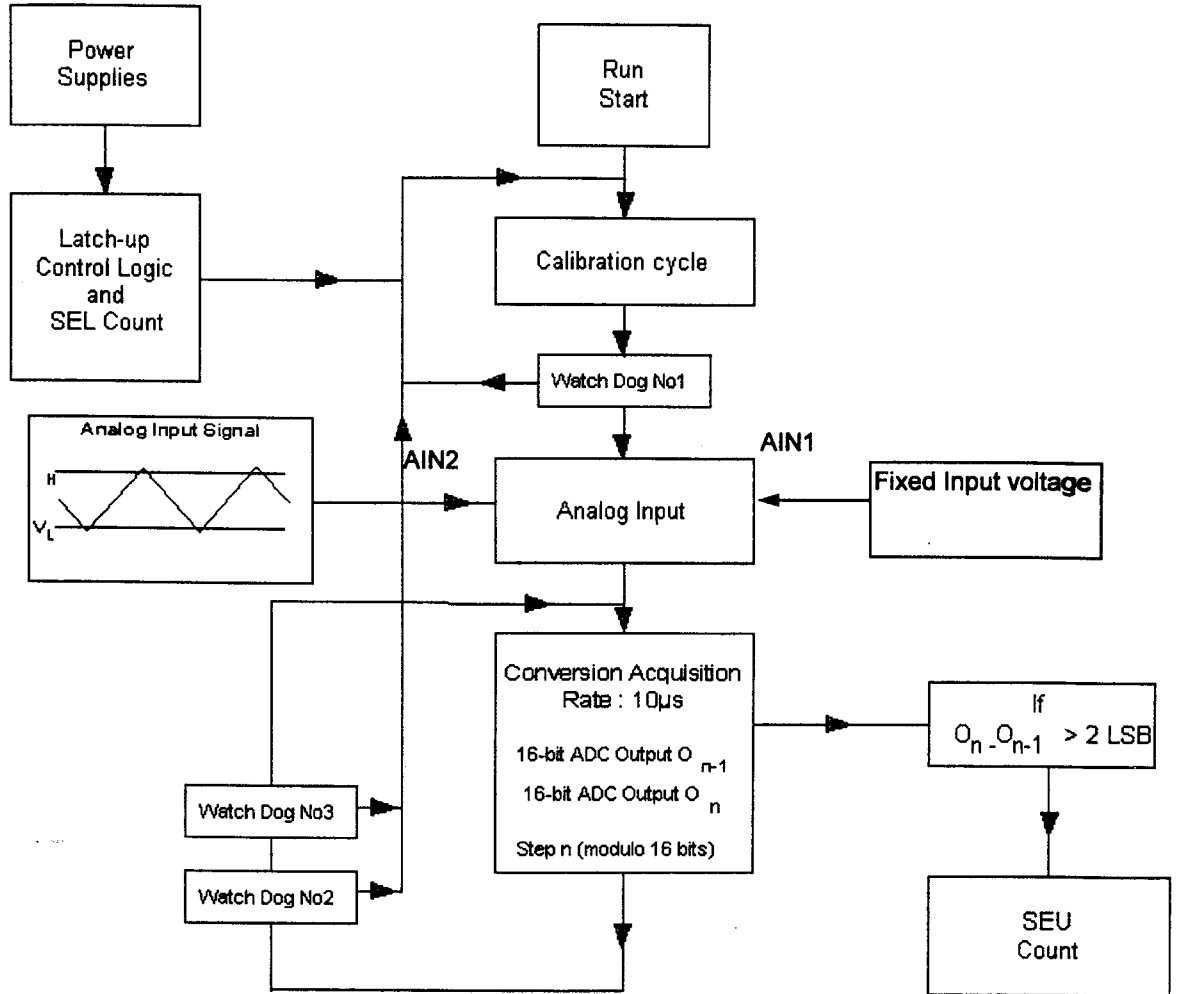 Power
Supplies
Run
Start
Latch-up
Control Logic
and
SEL Count
Calibration cycle
Watch Dog No1
Analog Input Signal
H
V L
AIN2
AIN1
Analog Input
Fixed Input voltage
Conversion Acquisition
Rate : 10µs
16-bit ADC Output O n-1
16-bit ADC Output O n
Step n (modulo 16 bits)
If
O n - O n-1 > 2 LSB
Watch Dog No3
Watch Dog No2
SEU
Count